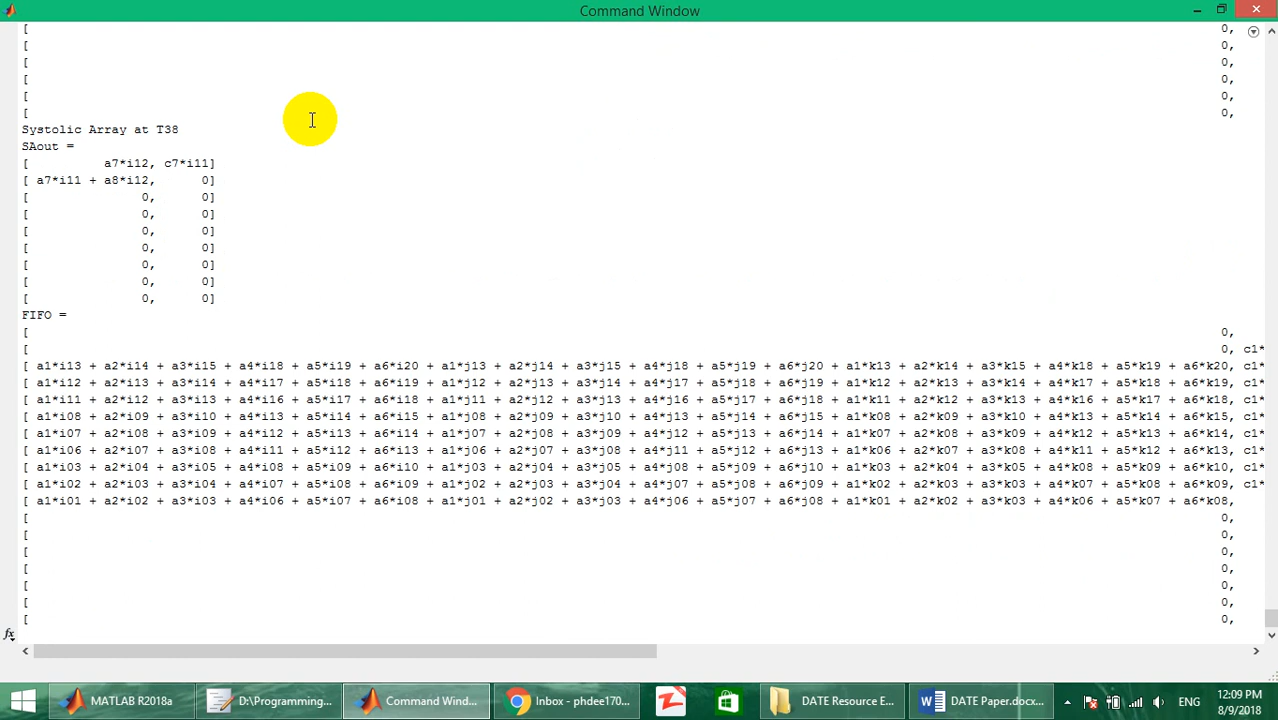 Command Window
[ 0,
[ 0,
[ 0,
[ 0,
[ 0,
[ 0,
Systolic Array at T38
SAout =
[ a7*i12, c7*i11]
[ a7*i11 + a8*i12, 0]
[ 0, 0]
[ 0, 0]
[ 0, 0]
[ 0, 0]
[ 0, 0]
[ 0, 0]
[ 0, 0]
FIFO =
[ 0,
[ 0, c1*
[ a1*i13 + a2*i14 + a3*i15 + a4*i18 + a5*i19 + a6*i20 + a1*j13 + a2*j14 + a3*j15 + a4*j18 + a5*j19 + a6*j20 + a1*k13 + a2*k14 + a3*k15 + a4*k18 + a5*k19 + a6*k20, c1*
[ a1*i12 + a2*i13 + a3*i14 + a4*i17 + a5*i18 + a6*i19 + a1*j12 + a2*j13 + a3*j14 + a4*j17 + a5*j18 + a6*j19 + a1*k12 + a2*k13 + a3*k14 + a4*k17 + a5*k18 + a6*k19, c1*
[ a1*i11 + a2*i12 + a3*i13 + a4*i16 + a5*i17 + a6*i18 + a1*j11 + a2*j12 + a3*j13 + a4*j16 + a5*j17 + a6*j18 + a1*k11 + a2*k12 + a3*k13 + a4*k16 + a5*k17 + a6*k18, c1*
[ a1*i08 + a2*i09 + a3*i10 + a4*i13 + a5*i14 + a6*i15 + a1*j08 + a2*j09 + a3*j10 + a4*j13 + a5*j14 + a6*j15 + a1*k08 + a2*k09 + a3*k10 + a4*k13 + a5*k14 + a6*k15, c1*
[ a1*i07 + a2*i08 + a3*i09 + a4*i12 + a5*i13 + a6*i14 + a1*j07 + a2*j08 + a3*j09 + a4*j12 + a5*j13 + a6*j14 + a1*k07 + a2*k08 + a3*k09 + a4*k12 + a5*k13 + a6*k14, c1*
[ a1*i06 + a2*i07 + a3*i08 + a4*i11 + a5*i12 + a6*i13 + a1*j06 + a2*j07 + a3*j08 + a4*j11 + a5*j12 + a6*j13 + a1*k06 + a2*k07 + a3*k08 + a4*k11 + a5*k12 + a6*k13, c1*
[ a1*i03 + a2*i04 + a3*i05 + a4*i08 + a5*i09 + a6*i10 + a1*j03 + a2*j04 + a3*j05 + a4*j08 + a5*j09 + a6*j10 + a1*k03 + a2*k04 + a3*k05 + a4*k08 + a5*k09 + a6*k10, c1*
[ a1*i02 + a2*i03 + a3*i04 + a4*i07 + a5*i08 + a6*i09 + a1*j02 + a2*j03 + a3*j04 + a4*j07 + a5*j08 + a6*j09 + a1*k02 + a2*k03 + a3*k04 + a4*k07 + a5*k08 + a6*k09, c1*
[ a1*i01 + a2*i02 + a3*i03 + a4*i06 + a5*i07 + a6*i08 + a1*j01 + a2*j02 + a3*j03 + a4*j06 + a5*j07 + a6*j08 + a1*k01 + a2*k02 + a3*k03 + a4*k06 + a5*k07 + a6*k08,
[ 0,
[ 0,
[ 0,
[ 0,
[ 0,
[ 0,
[ 0,
fx
MATLAB R2018a
D:\Programming...
Command Wind...
Inbox - phdee170...
DATE Resource E...
DATE Paper.docx...
ENG
12:09 PM
8/9/2018